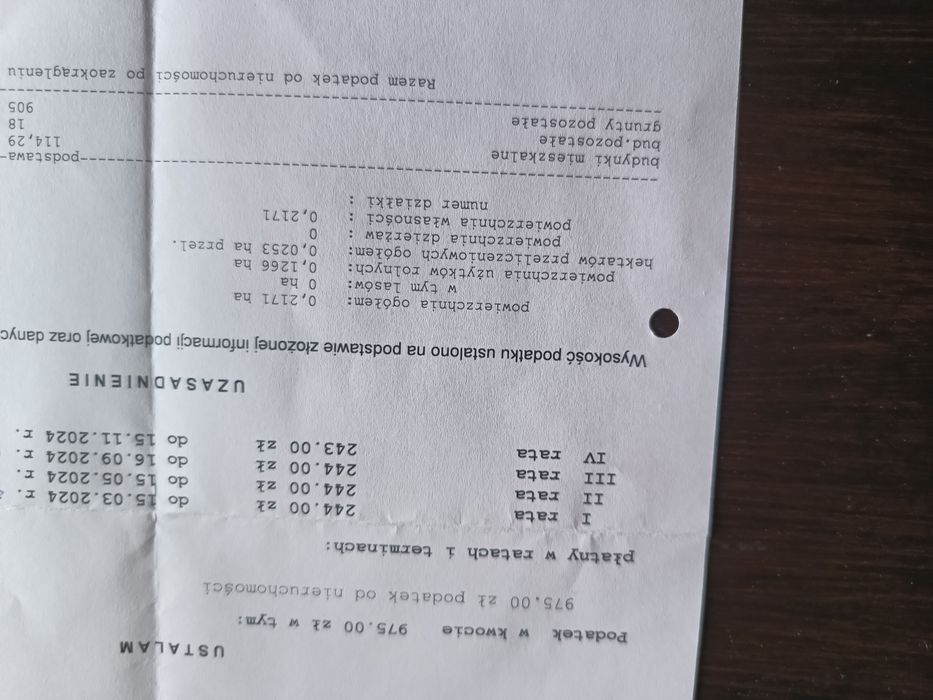 USTALAM
Podatek w kwocie 975.00 zł w tym:
975.00 zł podatek od nieruchomości
płatny w ratach i terminach:
I rata 244.00 zł do 15.03.2024 r.
II rata 244.00 zł do 15.05.2024 r.
III rata 244.00 zł do 16.09.2024 r.
IV rata 243.00 zł do 15.11.2024 r.
UZASADNIENIE
Wysokość podatku ustalono na podstawie złożonej informacji podatkowej oraz danyc
powierzchnia ogółem: 0,2171 ha
w tym lasów: 0 ha
powierzchnia użytków rolnych: 0,1266 ha
hektarów przeliczeniowych ogółem: 0,0253 ha przel.
powierzchnia dzierżaw : 0
powierzchnia własności : 0,2171
numer działki :
--------podstawa-
budynki mieszkalne 114,29
bud.pozostałe 18
grunty pozostałe 905
Razem podatek od nieruchomości po zaokrągleniu